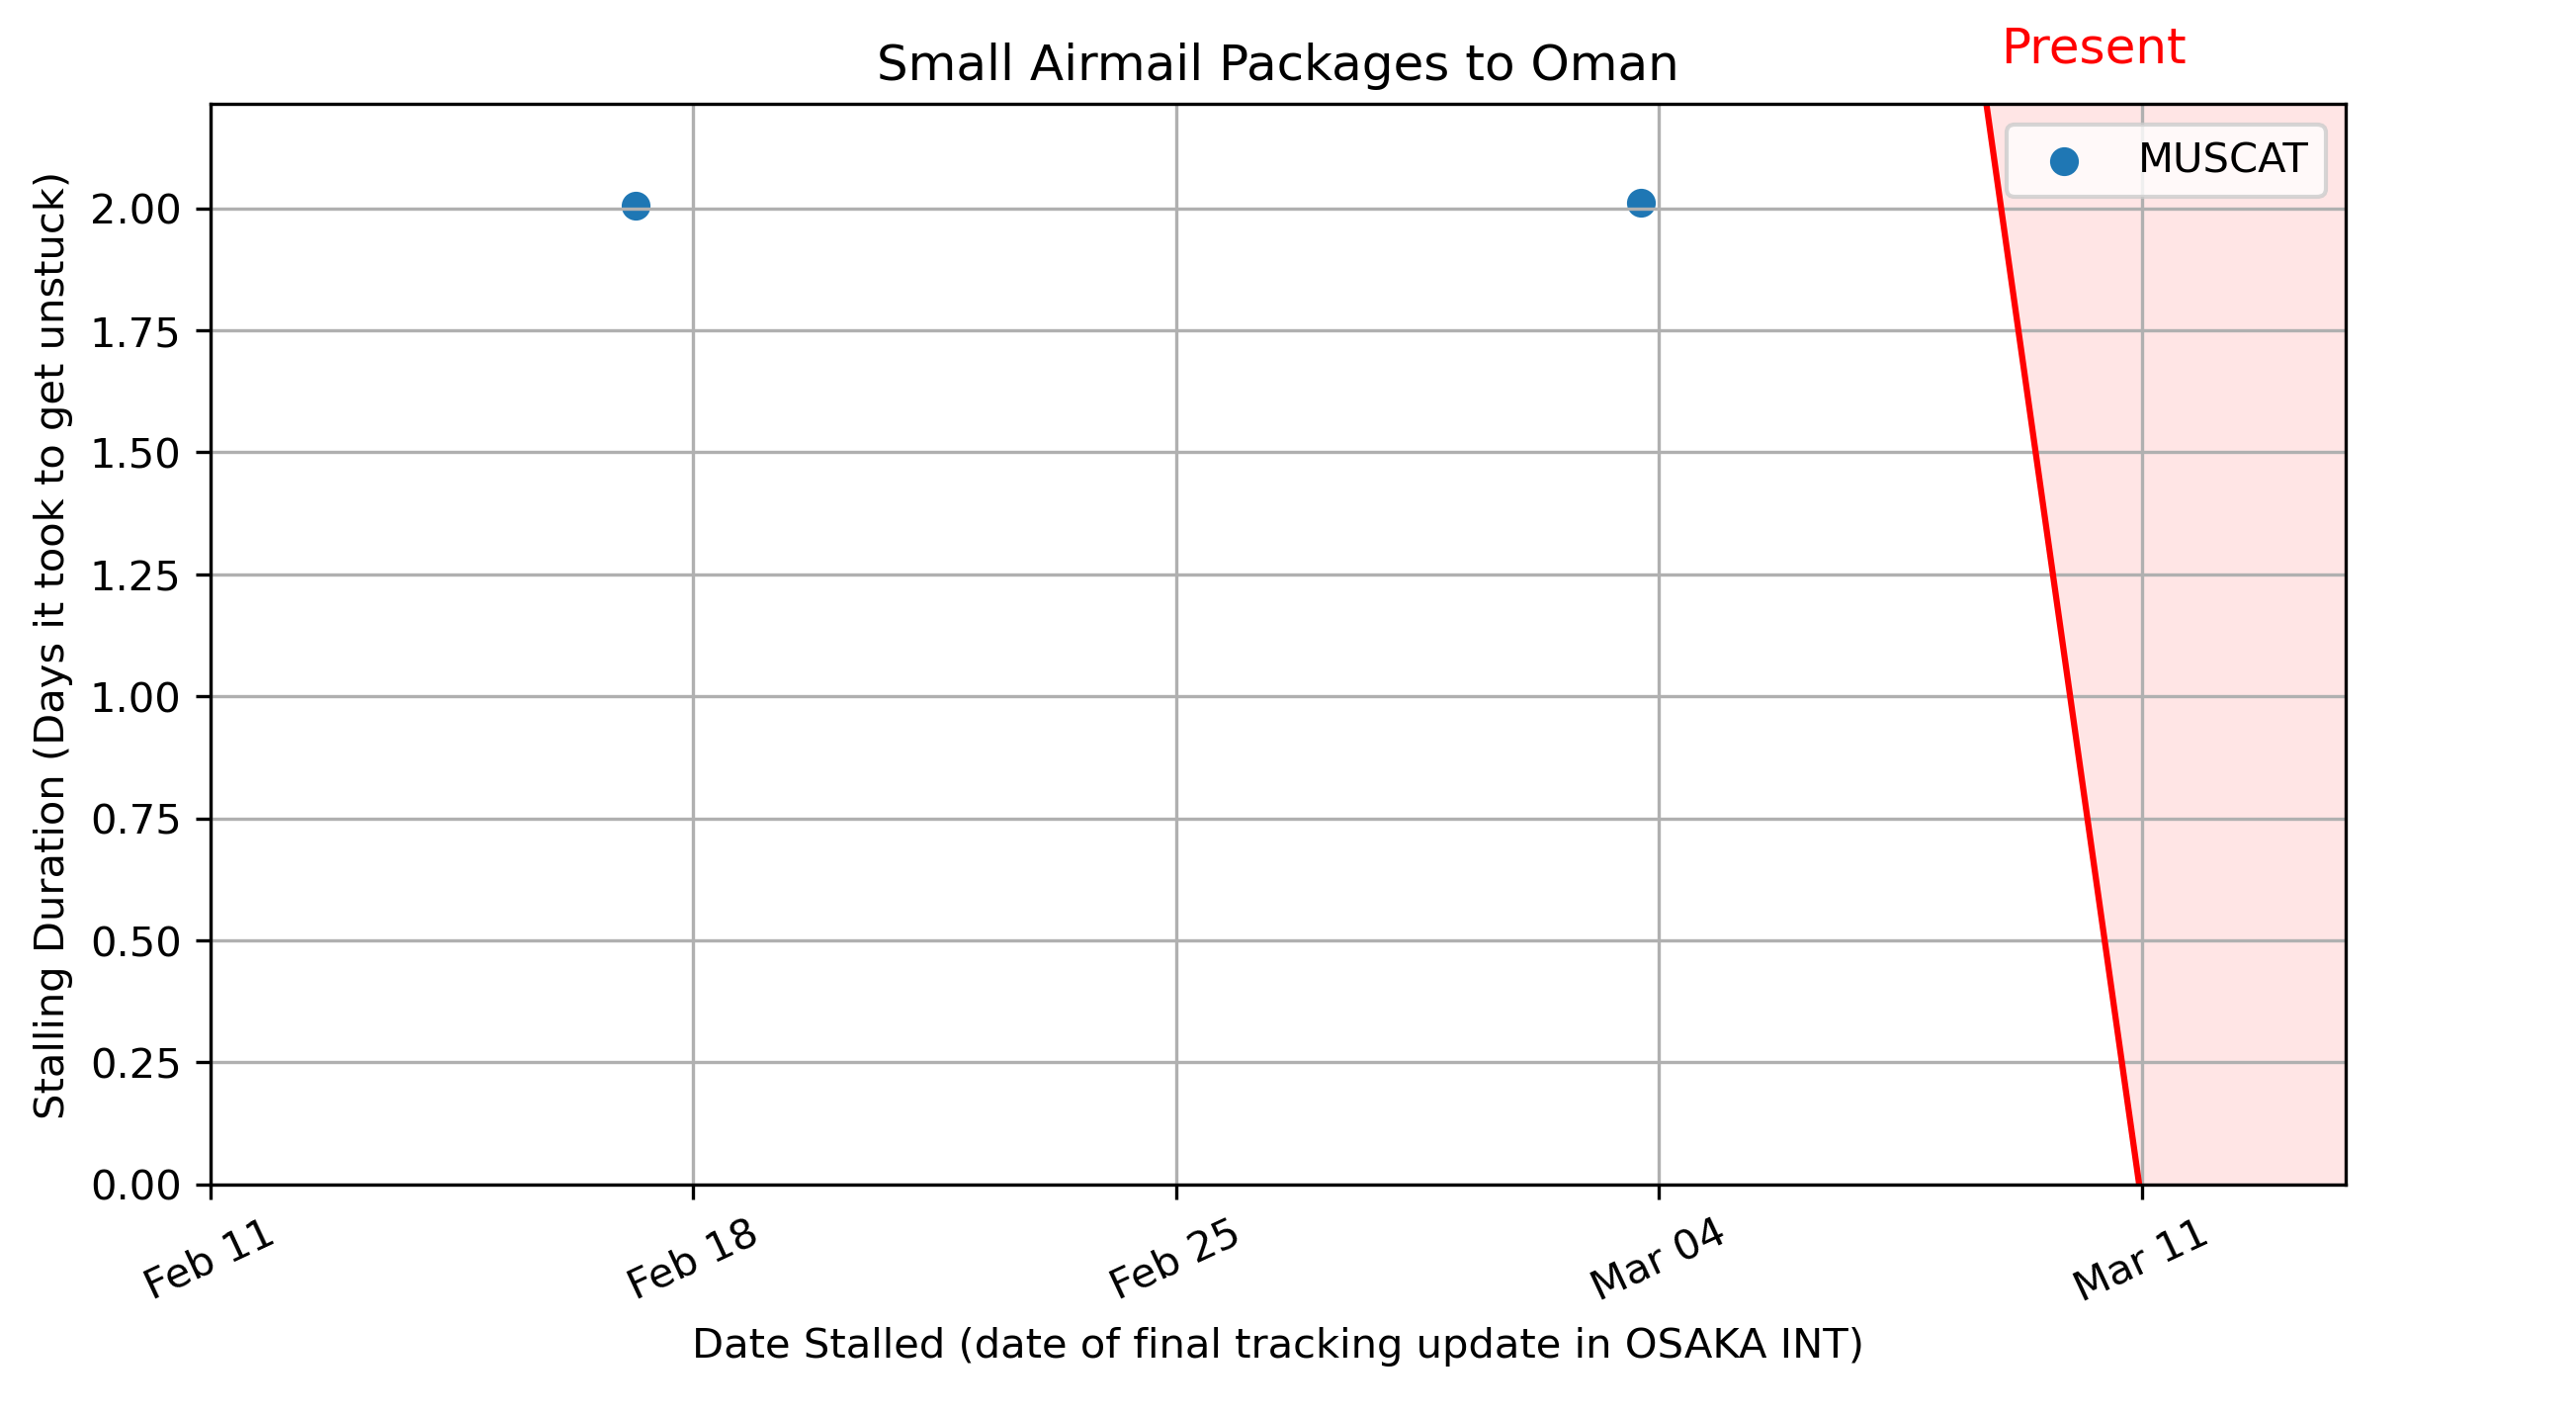 Present
Small Airmail Packages to Oman
MUSCAT
Stalling Duration (Days it took to get unstuck)
2.00
1.75
1.50
1.25
1.00
0.75
0.50
0.25
0.00
Feb 11
Feb 18
Feb 25
Mar 04
Mar 11
Date Stalled (date of final tracking update in OSAKA INT)